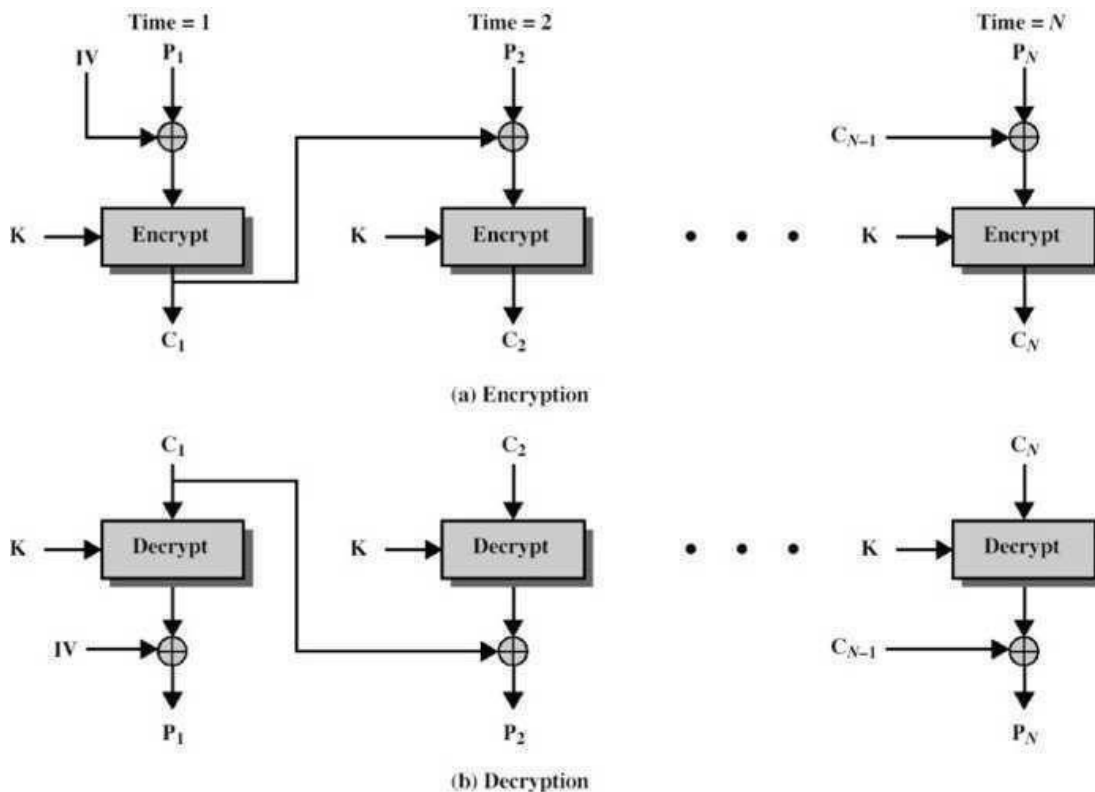 Time = 1 Time = 2 Time = N
IV P1 P2 PN
CN–1
K Encrypt K Encrypt K Encrypt
C1 C2 CN
(a) Encryption
C1 C2 CN
K Decrypt K Decrypt K Decrypt
IV CN–1
P1 P2 PN
(b) Decryption